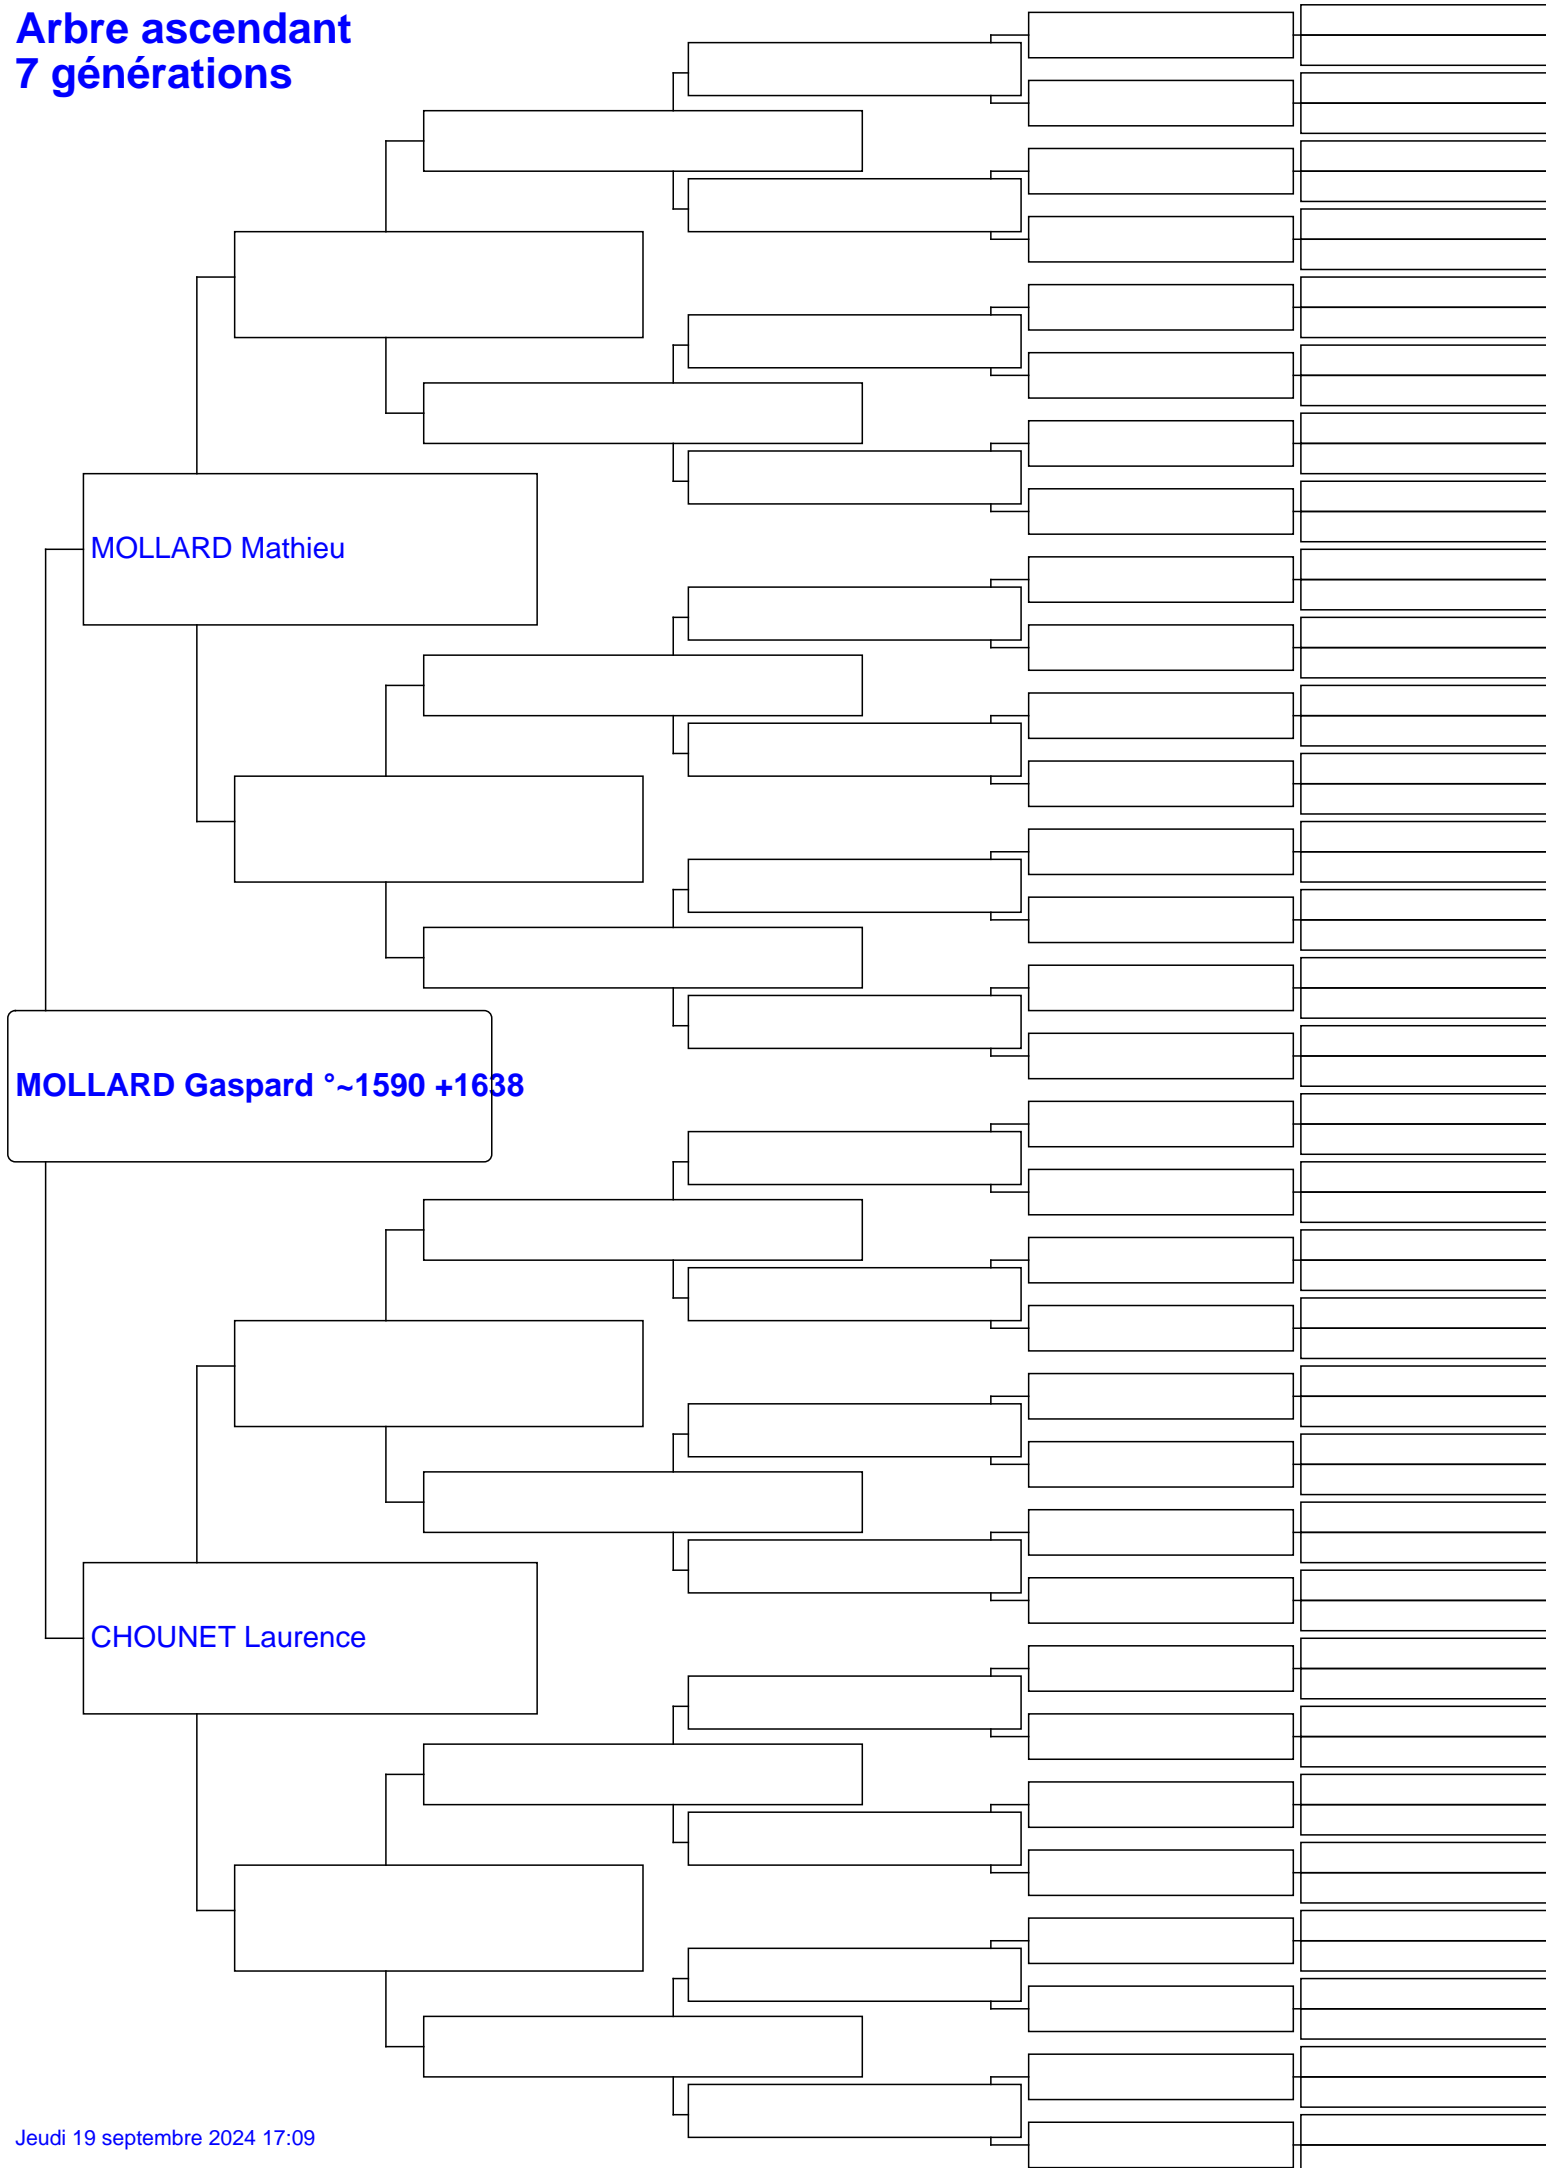 Arbre ascendant
7 générations
MOLLARD Mathieu
MOLLARD Gaspard °~1590 +1638
CHOUNET Laurence
Jeudi 19 septembre 2024 17:09